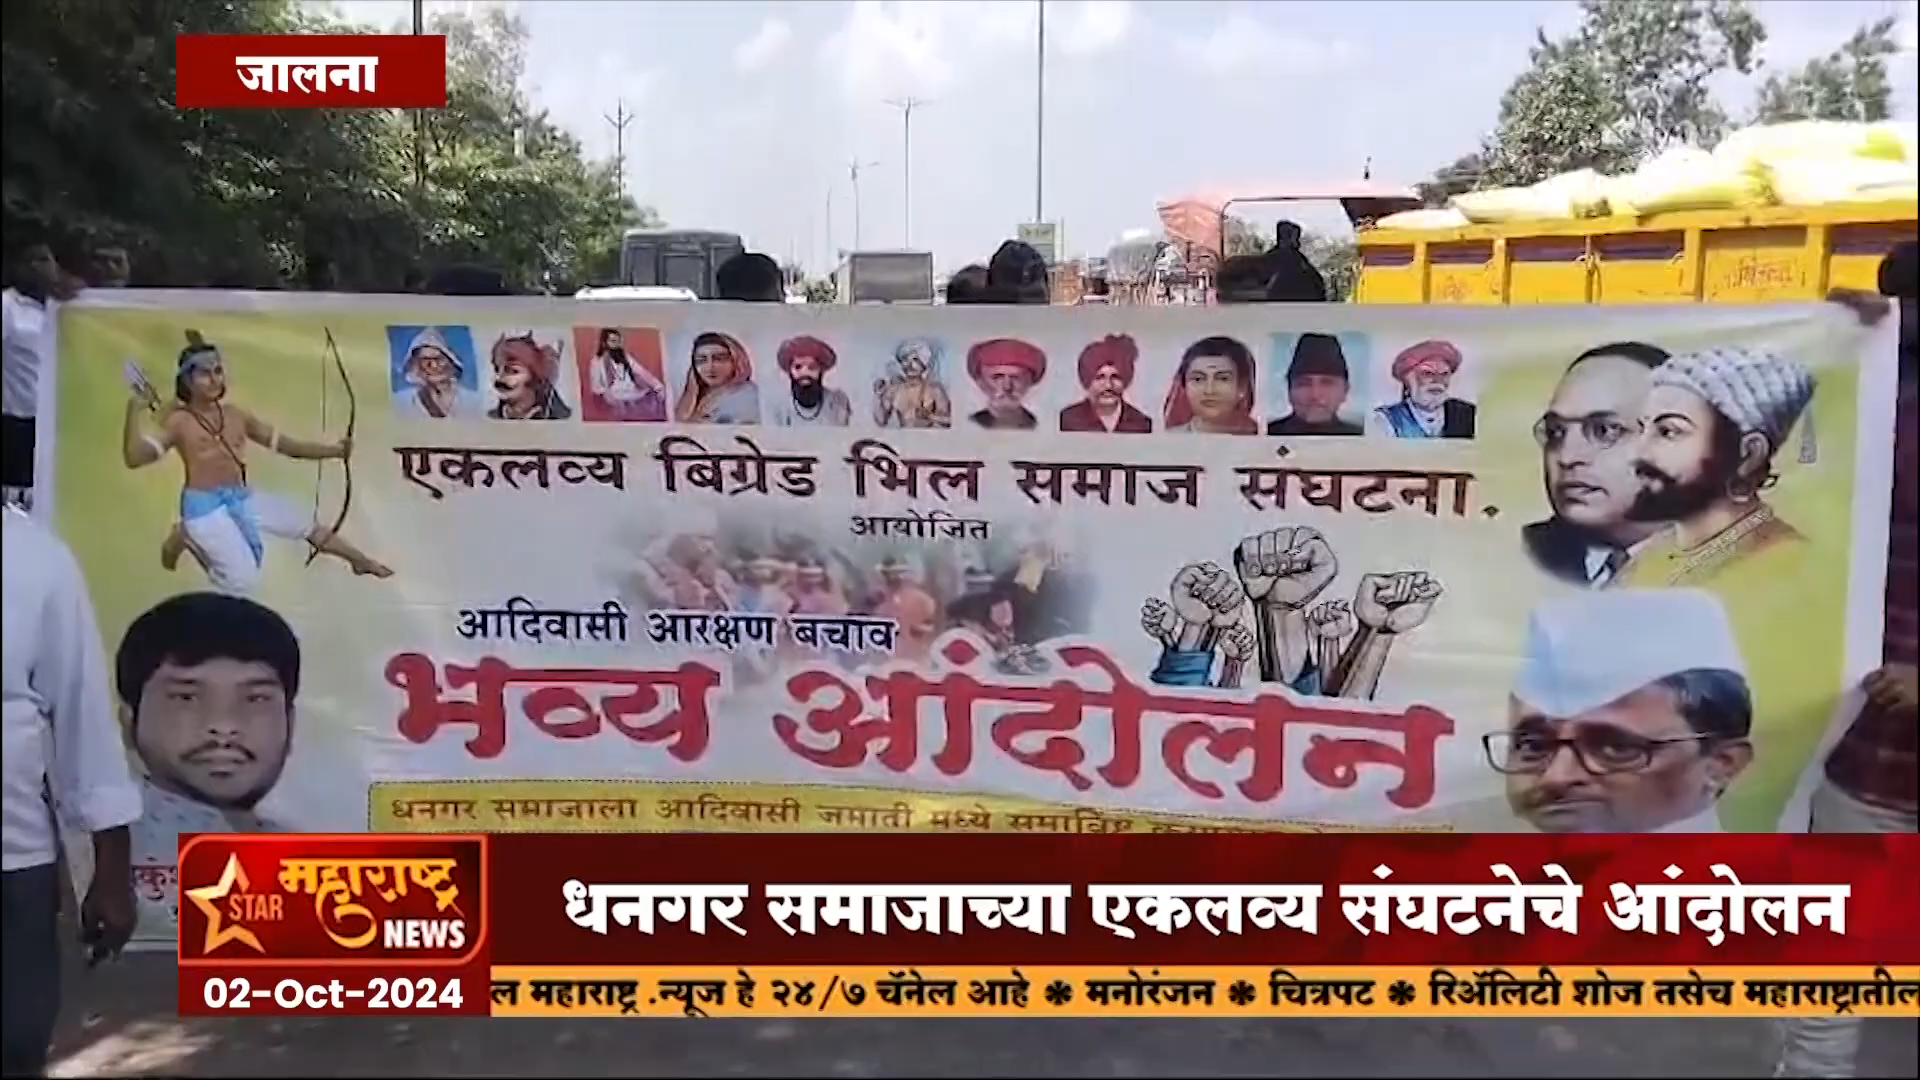 जालना
एकलव्य बिग्रेड भिल समाज संघटना.
आयोजित
आदिवासी आरक्षण बचाव
भव्य आंदोलन
धनगर समाजाला आदिवासी जमाती मध्ये समाविष्ट
STAR महाराष्ट्र NEWS
धनगर समाजाच्या एकलव्य संघटनेचे आंदोलन
02-Oct-2024
ल महाराष्ट्र .न्यूज हे २४/७ चॅनेल आहे ✱ मनोरंजन ✱ चित्रपट ✱ रिॲलिटी शोज तसेच महाराष्ट्रातील